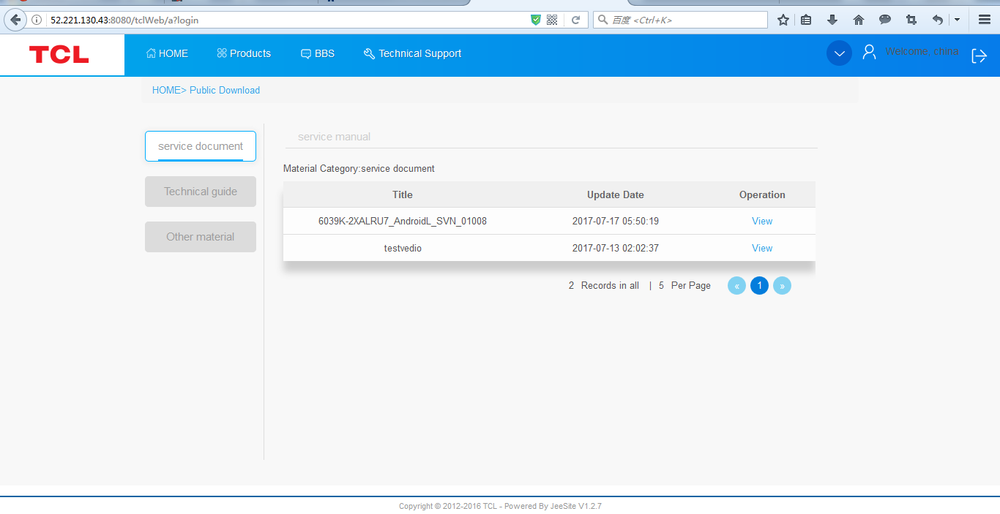 52.221.130.43:8080/tclWeb/a?login
百度 <Ctrl+K>
TCL
HOME
Products
BBS
Technical Support
Welcome, china
HOME> Public Download
service document
Technical guide
Other material
service manual
Material Category:service document
Title Update Date Operation
6039K-2XALRU7_AndroidL_SVN_01008 2017-07-17 05:50:19 View
testvedio 2017-07-13 02:02:37 View
2 Records in all | 5 Per Page « 1 »
Copyright © 2012-2016 TCL - Powered By JeeSite V1.2.7